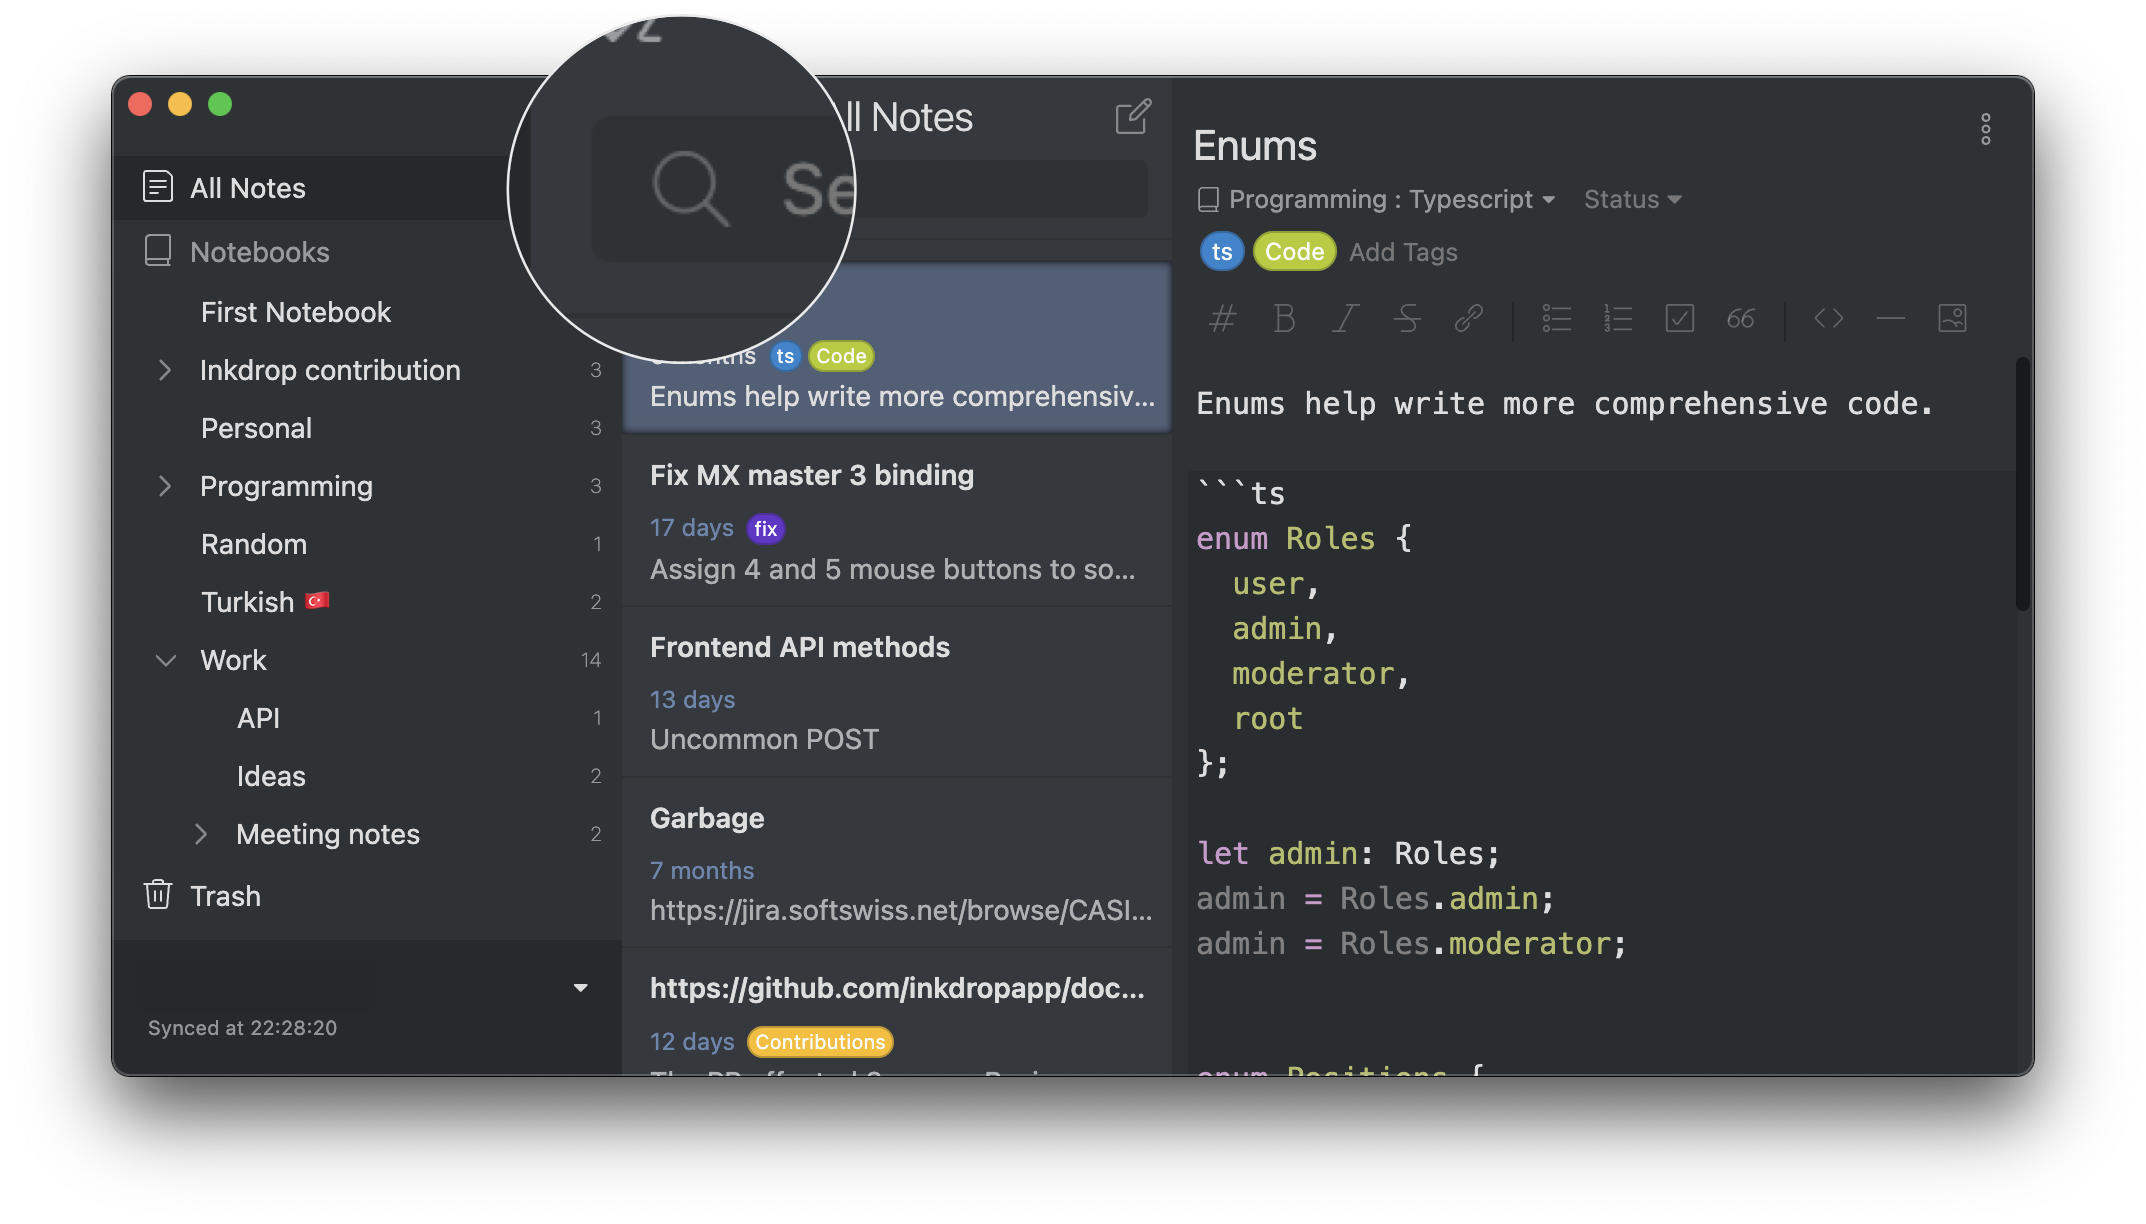 All Notes
Notebooks
First Notebook
Inkdrop contribution 3
Personal 3
Programming 3
Random 1
Turkish 🇹🇷 2
Work 14
API 1
Ideas 2
Meeting notes 2
Trash
Synced at 22:28:20
Notes
ts Code
Enums help write more comprehensiv...
Fix MX master 3 binding
17 days fix
Assign 4 and 5 mouse buttons to so...
Frontend API methods
13 days
Uncommon POST
Garbage
7 months
https://jira.softswiss.net/browse/CASI...
https://github.com/inkdropapp/doc...
12 days Contributions
Enums
Programming : Typescript Status
ts Code Add Tags
Enums help write more comprehensive code.
```ts
enum Roles {
  user,
  admin,
  moderator,
  root
};
let admin: Roles;
admin = Roles.admin;
admin = Roles.moderator;
enum Positions {